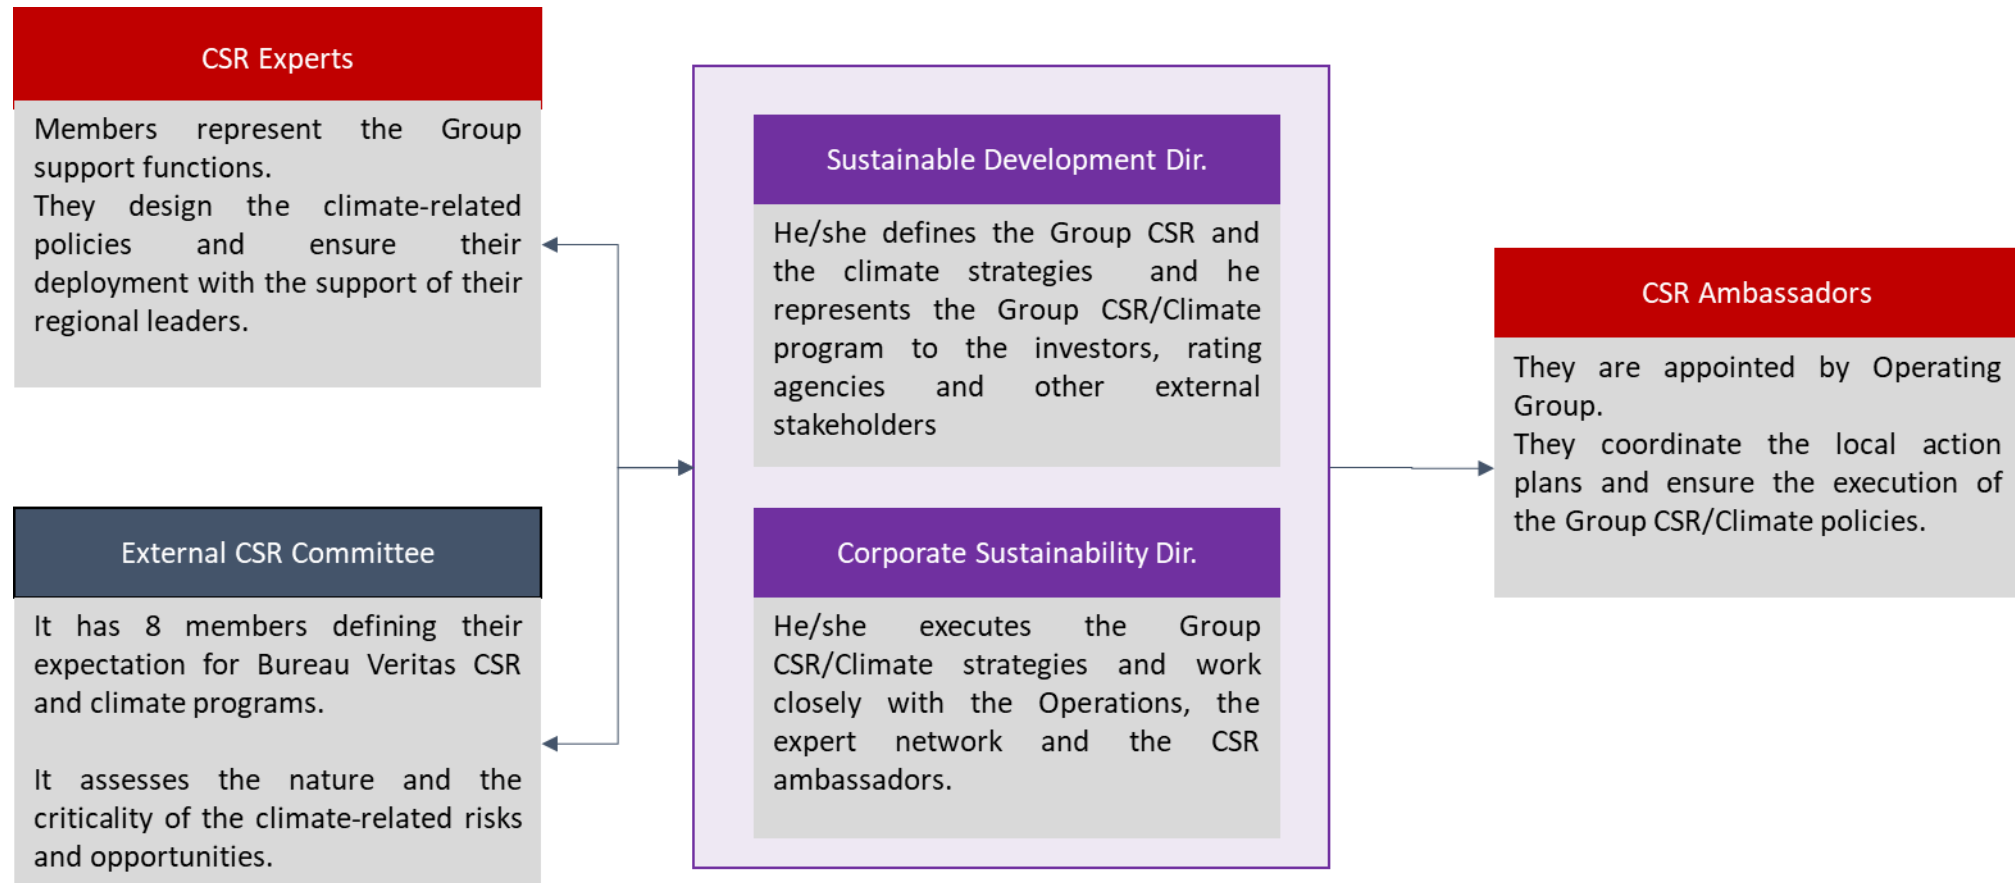 CSR Experts
Members represent the Group
support functions.
They design the climate-related
policies and ensure their
deployment with the support of their
regional leaders.
External CSR Committee
It has 8 members defining their
expectation for Bureau Veritas CSR
and climate programs.
It assesses the nature and the
criticality of the climate-related risks
and opportunities.
Sustainable Development Dir.
He/she defines the Group CSR and
the climate strategies and he
represents the Group CSR/Climate
program to the investors, rating
agencies and other external
stakeholders
Corporate Sustainability Dir.
He/she executes the Group
CSR/Climate strategies and work
closely with the Operations, the
expert network and the CSR
ambassadors.
CSR Ambassadors
They are appointed by Operating
Group.
They coordinate the local action
plans and ensure the execution of
the Group CSR/Climate policies.